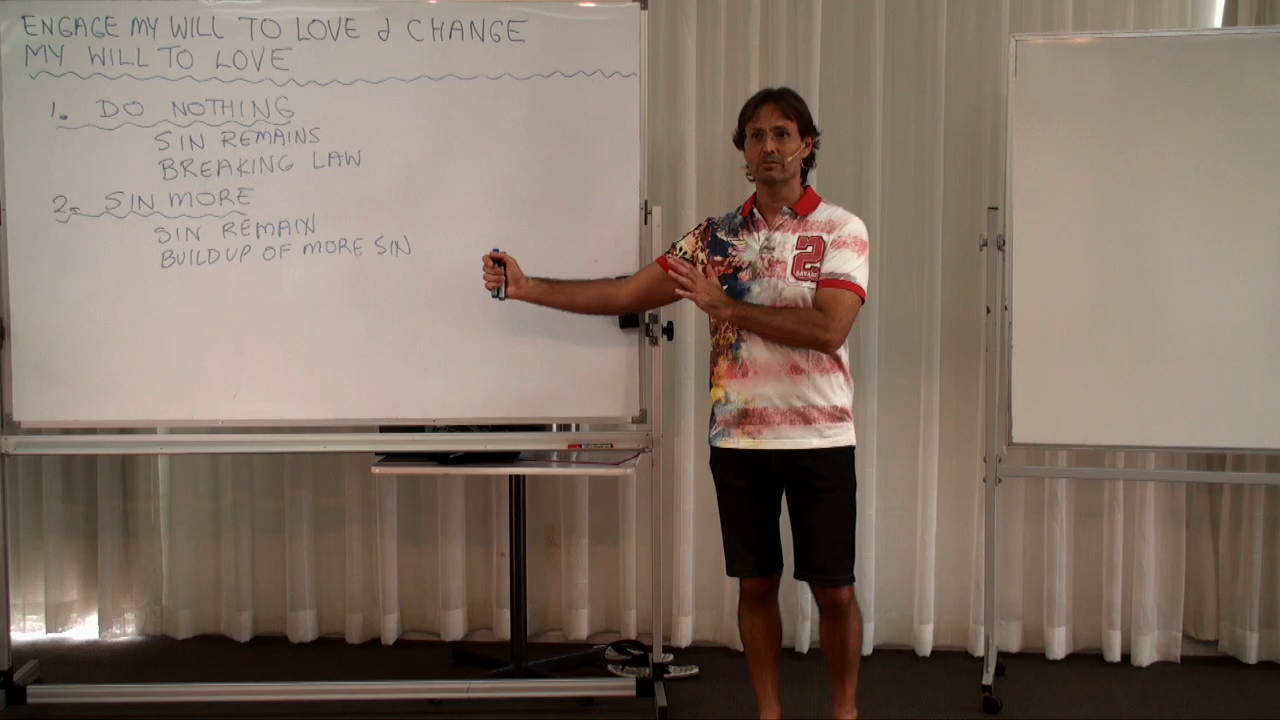 ENGAGE MY WILL TO LOVE & CHANGE
MY WILL TO LOVE
1. DO NOTHING
SIN REMAINS
BREAKING LAW
2. SIN MORE
SIN REMAIN
BUILDUP OF MORE SIN
2